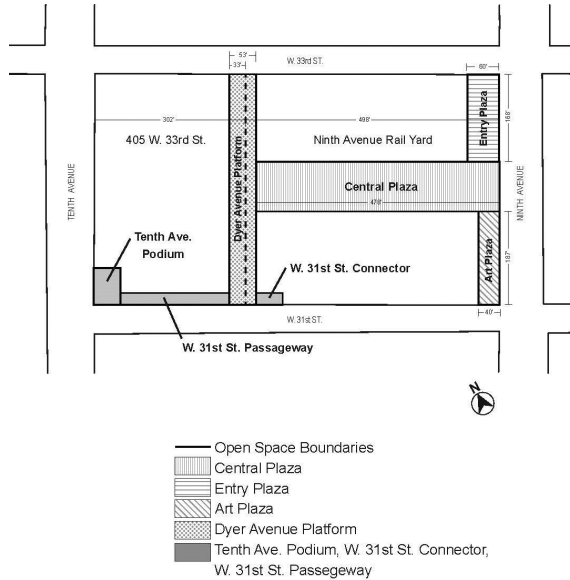 53'
33'
W. 33rd ST.
60'
302'
498'
168'
405 W. 33rd St.
Ninth Avenue Rail Yard
Entry Plaza
TENTH AVENUE
Dyer Avenue Platform
Central Plaza
NINTH AVENUE
478'
Tenth Ave.
Podium
W. 31st St. Connector
Art Plaza
187'
W. 31st ST.
40'
W. 31st St. Passageway
N
Open Space Boundaries
Central Plaza
Entry Plaza
Art Plaza
Dyer Avenue Platform
Tenth Ave. Podium, W. 31st St. Connector,
W. 31st St. Passegeway